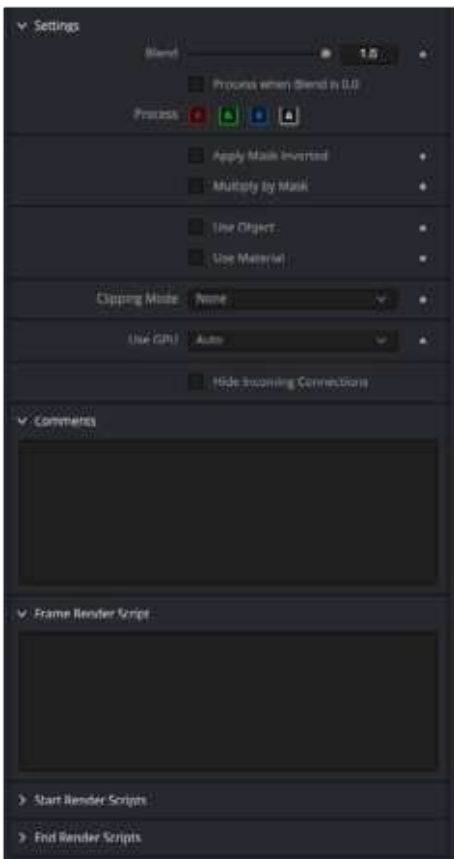 Settings
Blend 1.0
Process when Blend is 0.0
Process
Apply Mask Inverted
Multiply by Mask
Use Object
Use Material
Clipping Mode None
Use GPU Auto
Hide Incoming Connections
Comments
Frame Render Script
Start Render Scripts
End Render Scripts